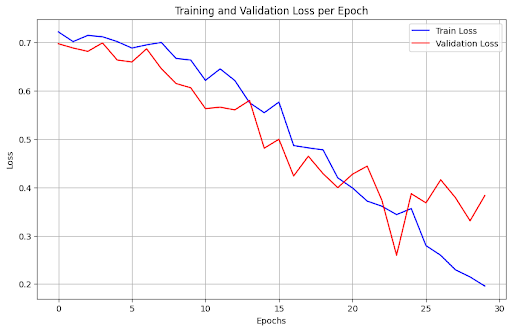 Training and Validation Loss per Epoch
Train Loss
Validation Loss
Loss
0.7
0.6
0.5
0.4
0.3
0.2
0 5 10 15 20 25 30
Epochs